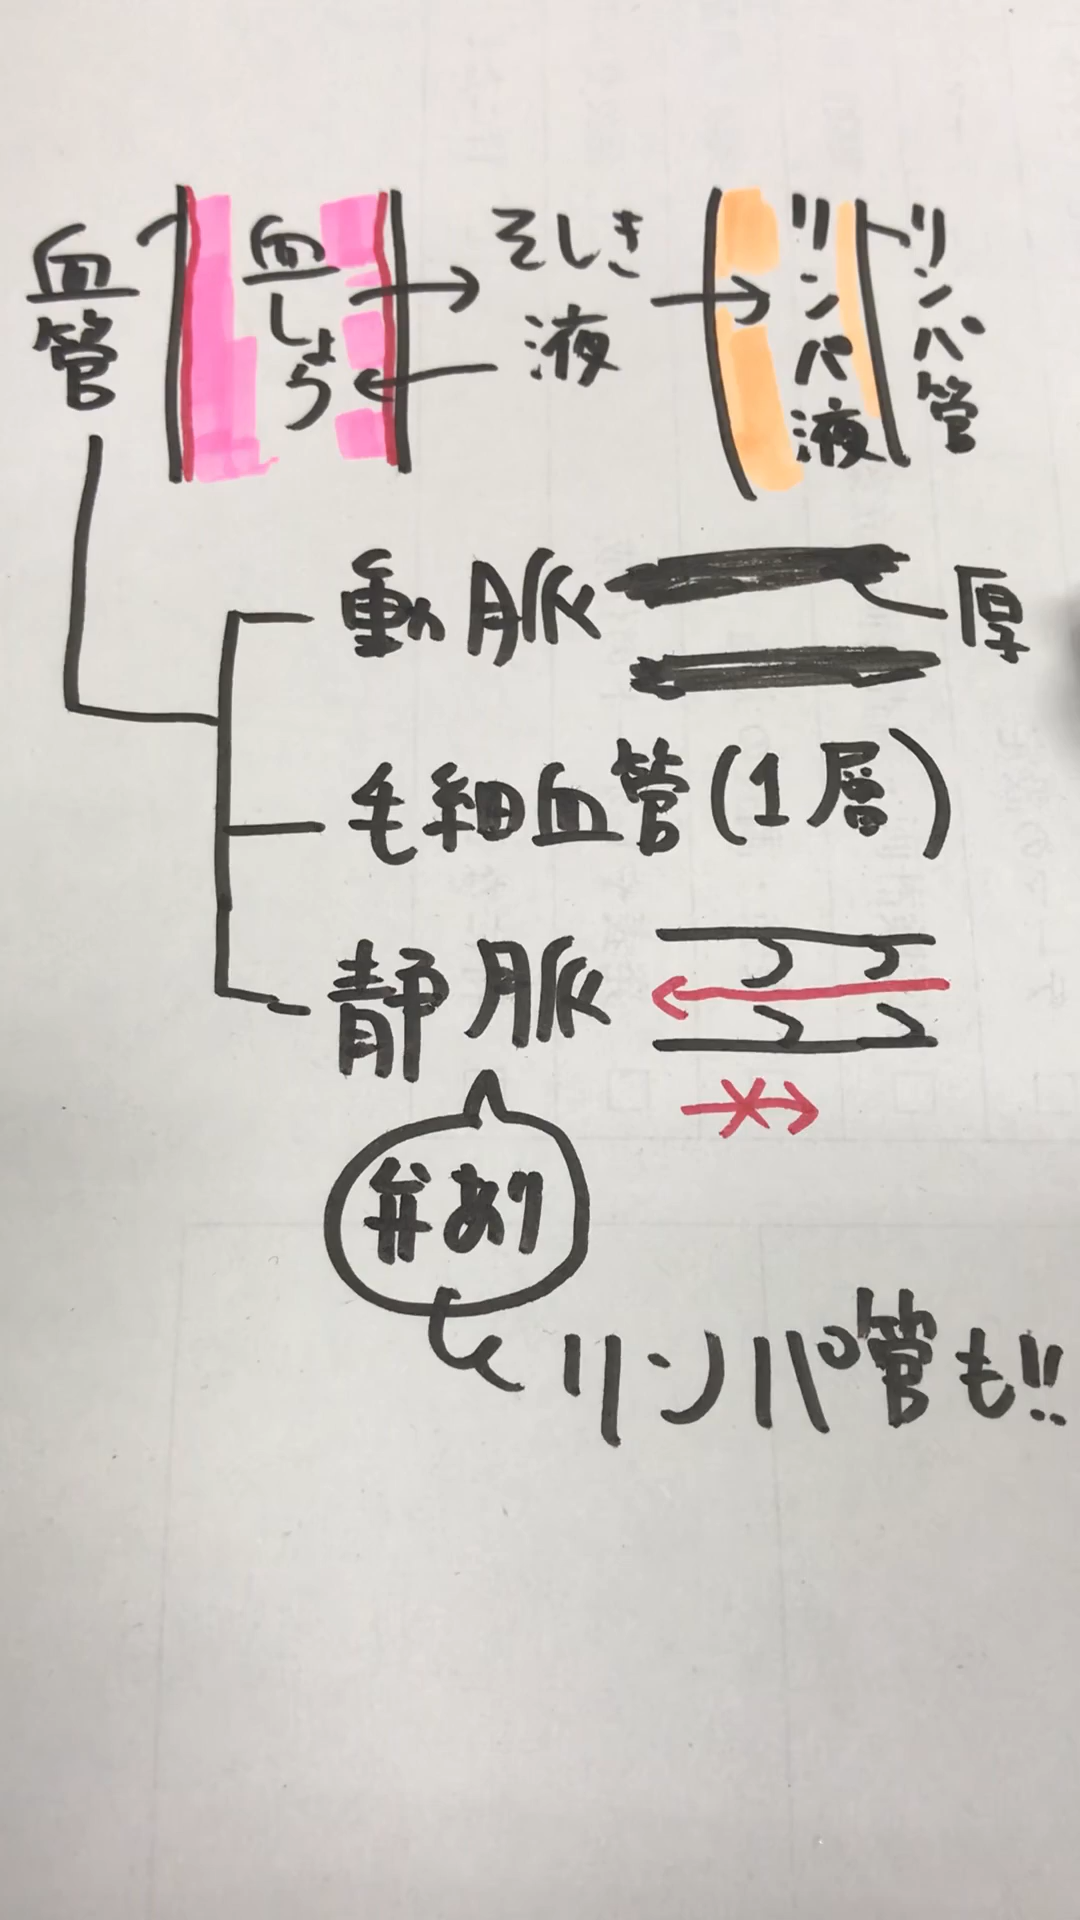 血管
血しょう
そしき液
リンパ液
リンパ管
動脈
厚
毛細血管(1層)
静脈
弁あり
リンパ管も!!